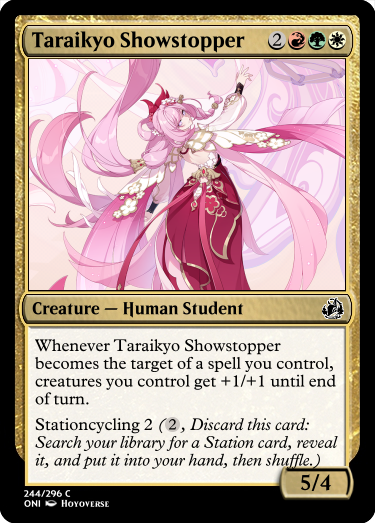 Taraikyo Showstopper 2
Creature — Human Student
Whenever Taraikyo Showstopper
becomes the target of a spell you control,
creatures you control get +1/+1 until end
of turn.
Stationcycling 2 (2, Discard this card:
Search your library for a Station card, reveal
it, and put it into your hand, then shuffle.)
5/4
244/296 C
ONI Hoyoverse